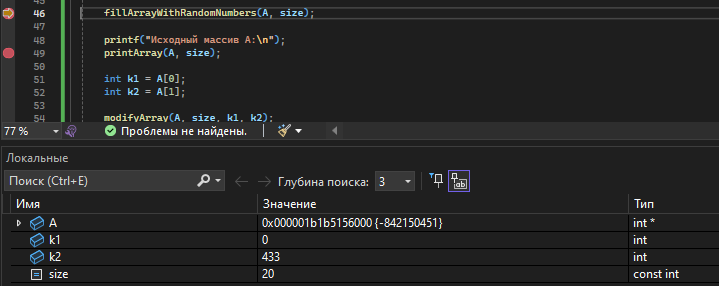 46 fillArrayWithRandomNumbers(A, size);
47
48 printf("Исходный массив A:\n");
49 printArray(A, size);
50
51 int k1 = A[0];
52 int k2 = A[1];
53
54 modifyArray(A, size, k1, k2);
77 % Проблемы не найдены.
Локальные
Поиск (Ctrl+E) Глубина поиска: 3
Имя Значение Тип
A 0x000001b1b5156000 {-842150451} int *
k1 0 int
k2 433 int
size 20 const int